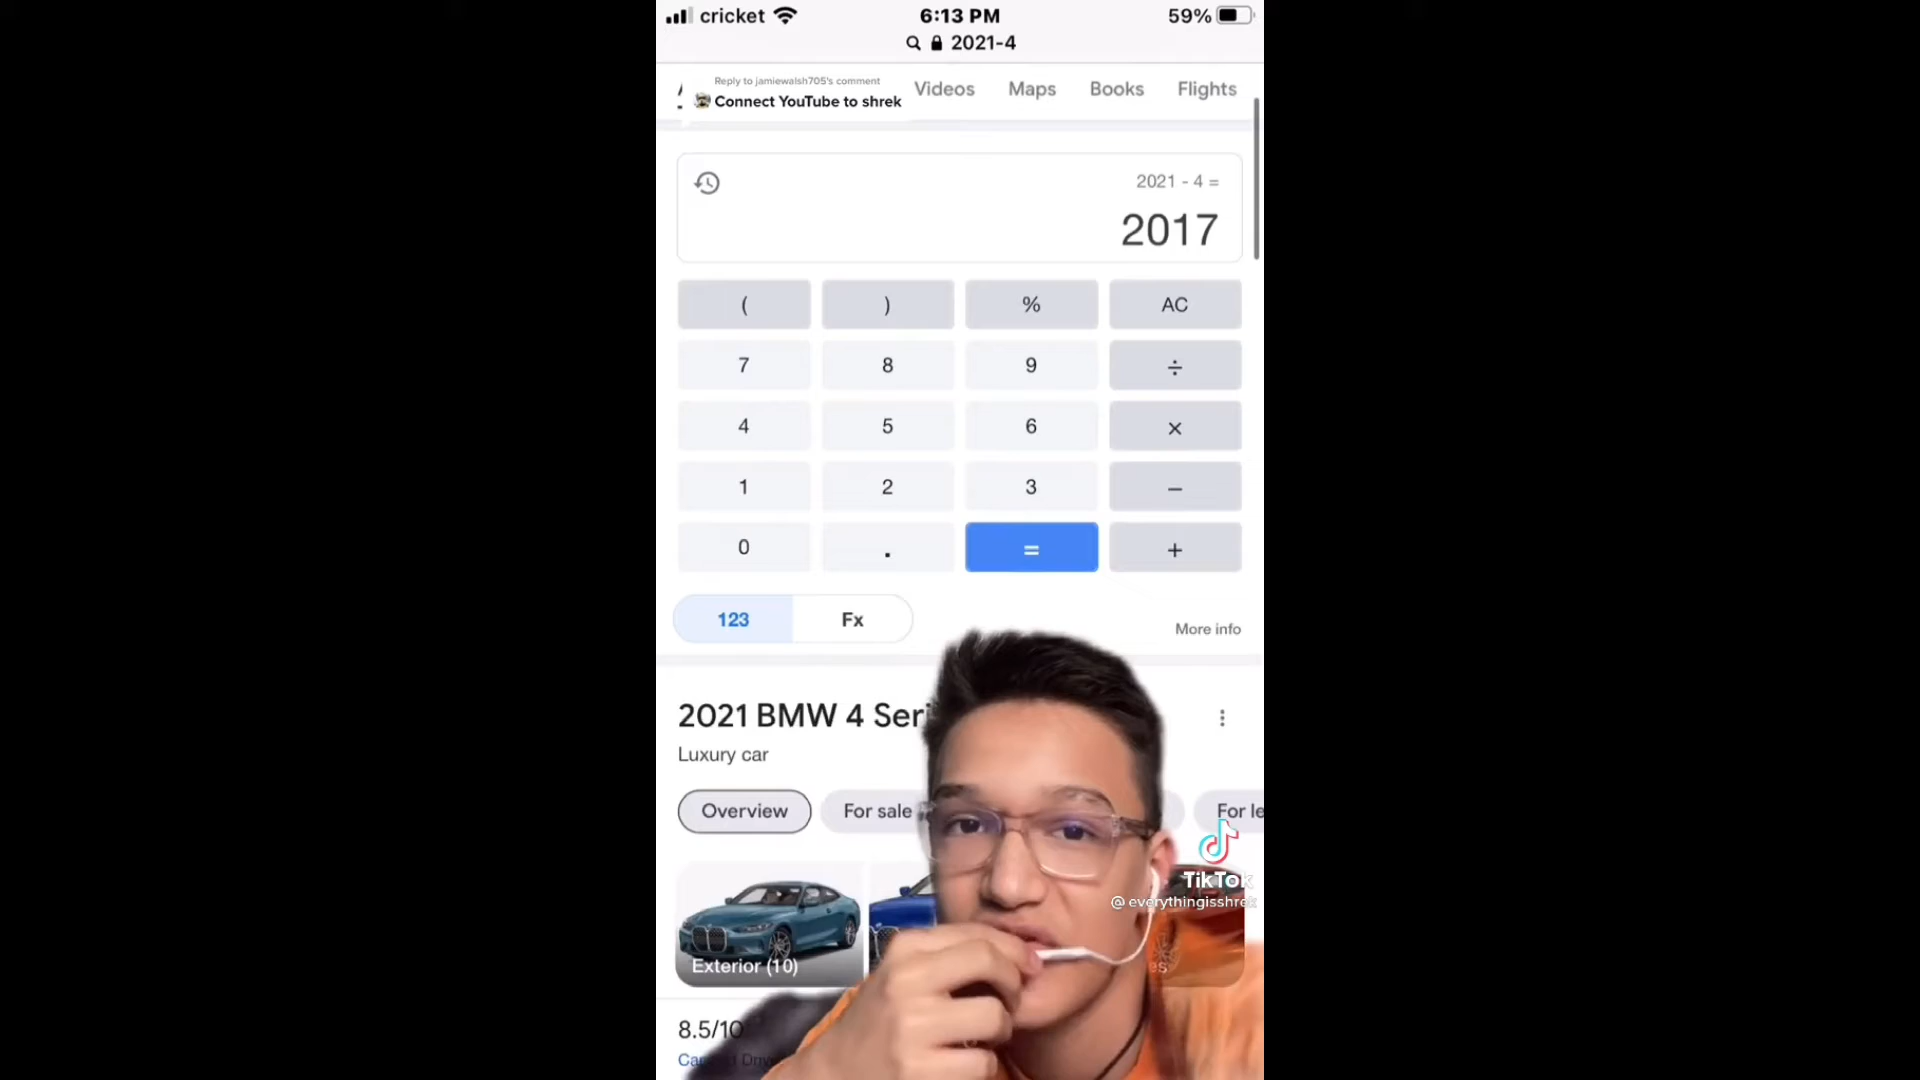 cricket
6:13 PM
59%
2021-4
Reply to jamiewalsh705's comment
Connect YouTube to shrek
Videos
Maps
Books
Flights
2021 - 4 =
2017
( ) % AC
7 8 9 ÷
4 5 6 ×
1 2 3 −
0 . = +
123
Fx
More info
2021 BMW 4 Seri
Luxury car
Overview
For sale
For le
TikTok
@everythingisshrek
Exterior (10)
8.5/10